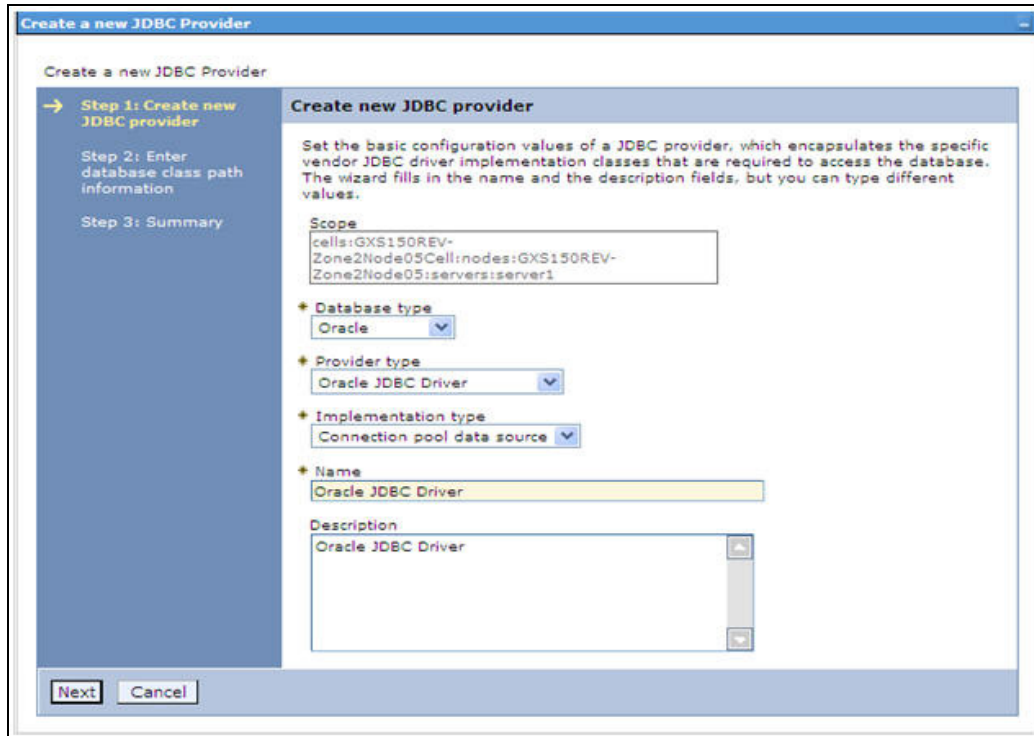 Create a new JDBC Provider
Create a new JDBC Provider
Step 1: Create new
JDBC provider
Step 2: Enter
database class path
information
Step 3: Summary
Create new JDBC provider
Set the basic configuration values of a JDBC provider, which encapsulates the specific
vendor JDBC driver implementation classes that are required to access the database.
The wizard fills in the name and the description fields, but you can type different
values.
Scope
cells:GXS150REV-
Zone2Node05Cell:nodes:GXS150REV-
Zone2Node05:servers:server1
Database type
Oracle
Provider type
Oracle JDBC Driver
Implementation type
Connection pool data source
Name
Oracle JDBC Driver
Description
Oracle JDBC Driver
Next Cancel